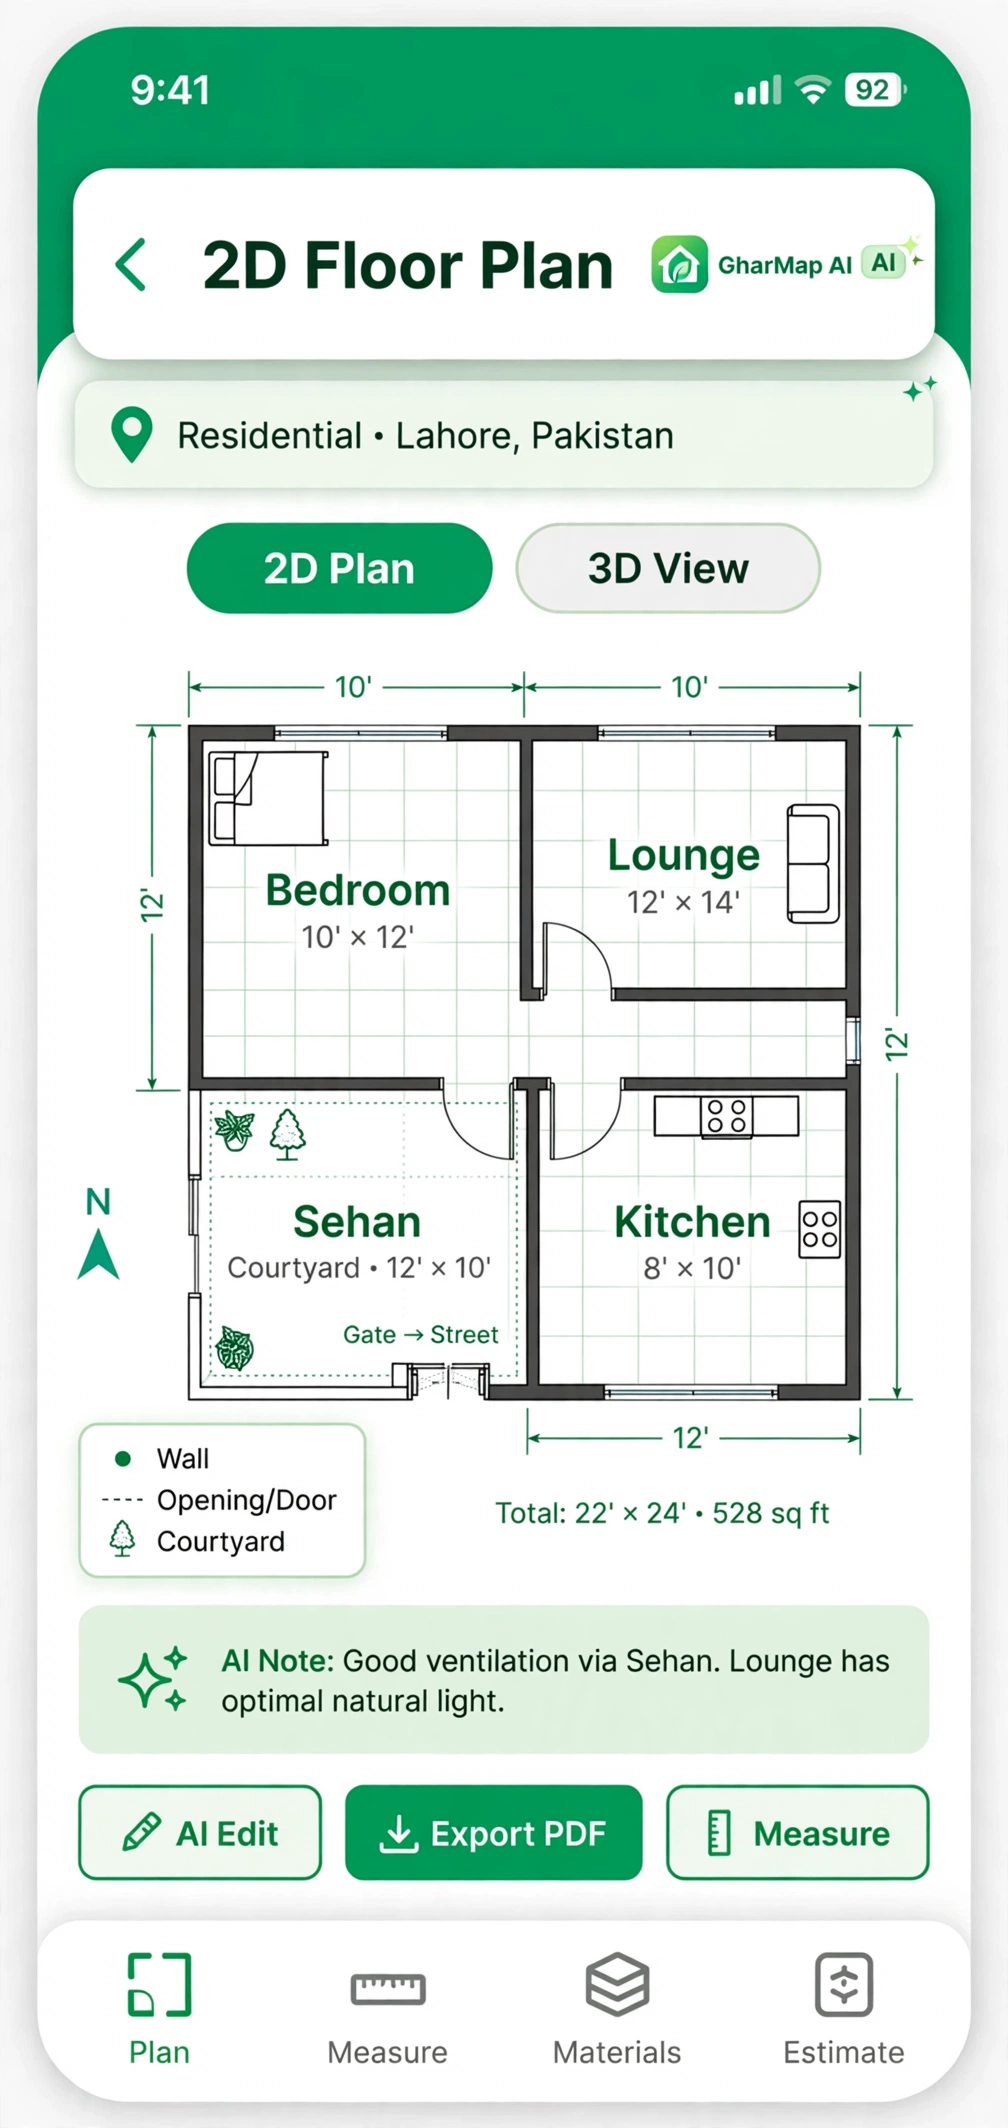 9:41
92
2D Floor Plan
GharMap AI
AI
Residential • Lahore, Pakistan
2D Plan
3D View
10'
10'
12'
Bedroom
10' × 12'
Lounge
12' × 14'
12'
N
Sehan
Courtyard • 12' × 10'
Gate → Street
Kitchen
8' × 10'
12'
Wall
Opening/Door
Courtyard
Total: 22' × 24' • 528 sq ft
AI Note: Good ventilation via Sehan. Lounge has
optimal natural light.
AI Edit
Export PDF
Measure
Plan
Measure
Materials
Estimate